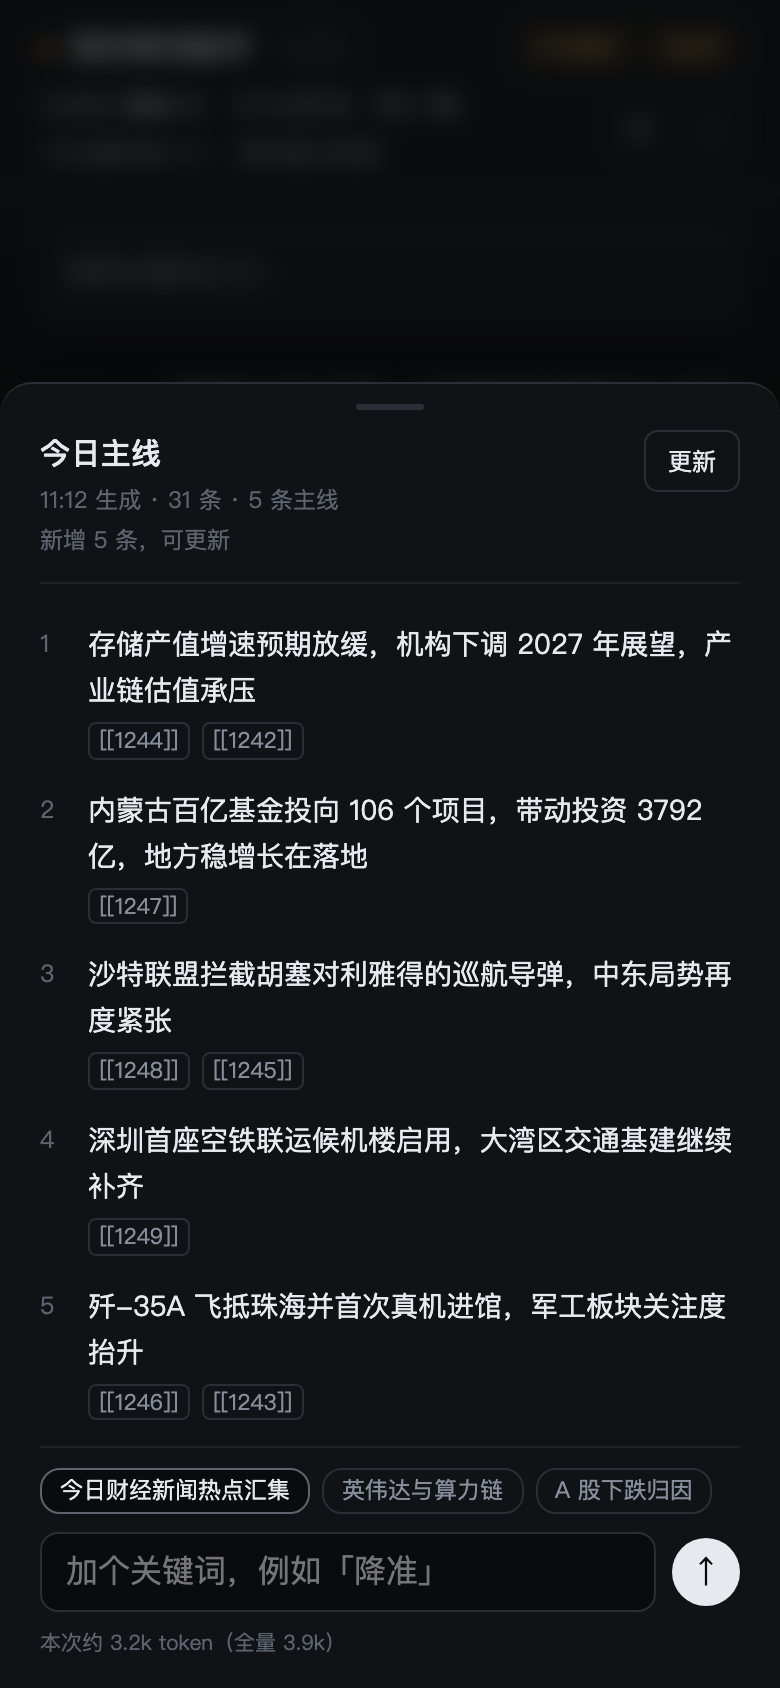 今日主线
更新
11:12 生成 · 31 条 · 5 条主线
新增 5 条，可更新
1
存储产值增速预期放缓，机构下调 2027 年展望，产
业链估值承压
[[1244]] [[1242]]
2
内蒙古百亿基金投向 106 个项目，带动投资 3792
亿，地方稳增长在落地
[[1247]]
3
沙特联盟拦截胡塞对利雅得的巡航导弹，中东局势再
度紧张
[[1248]] [[1245]]
4
深圳首座空铁联运候机楼启用，大湾区交通基建继续
补齐
[[1249]]
5
歼-35A 飞抵珠海并首次真机进馆，军工板块关注度
抬升
[[1246]] [[1243]]
今日财经新闻热点汇集 英伟达与算力链 A 股下跌归因
加个关键词，例如「降准」
↑
本次约 3.2k token（全量 3.9k）